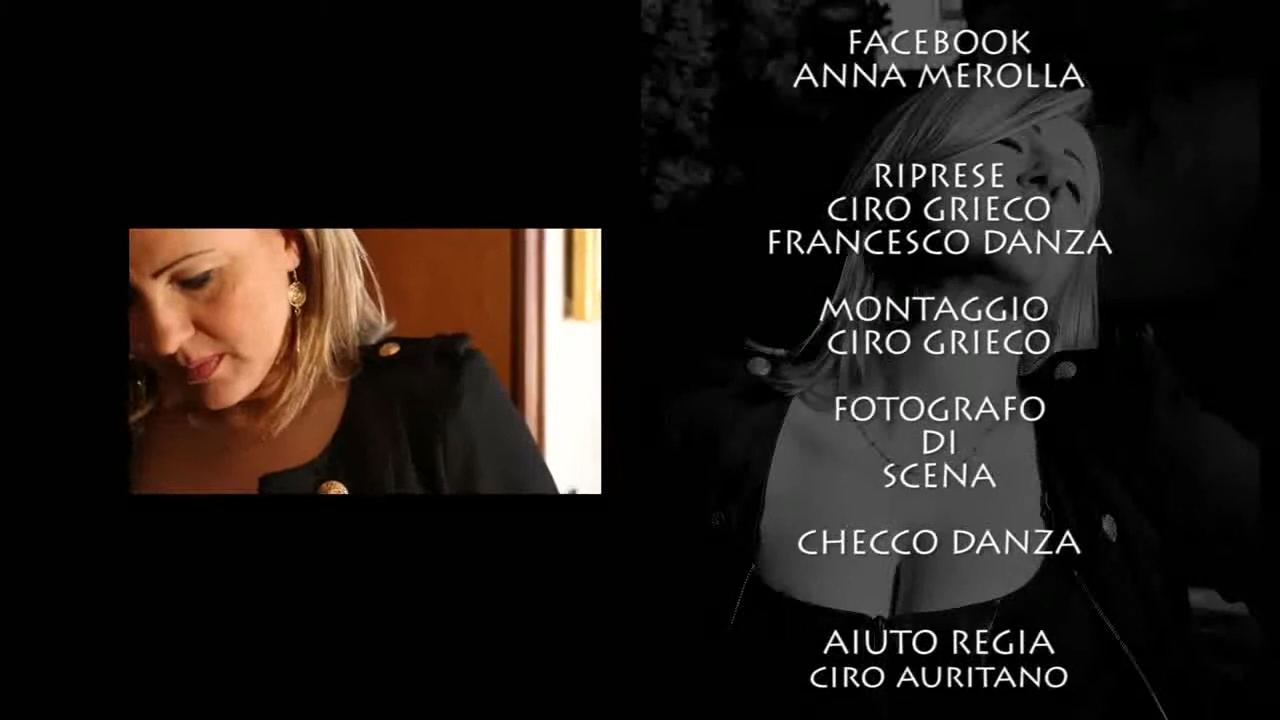 FACEBOOK
ANNA MEROLLA
RIPRESE
CIRO GRIECO
FRANCESCO DANZA
MONTAGGIO
CIRO GRIECO
FOTOGRAFO
DI
SCENA
CHECCO DANZA
AIUTO REGIA
CIRO AURITANO